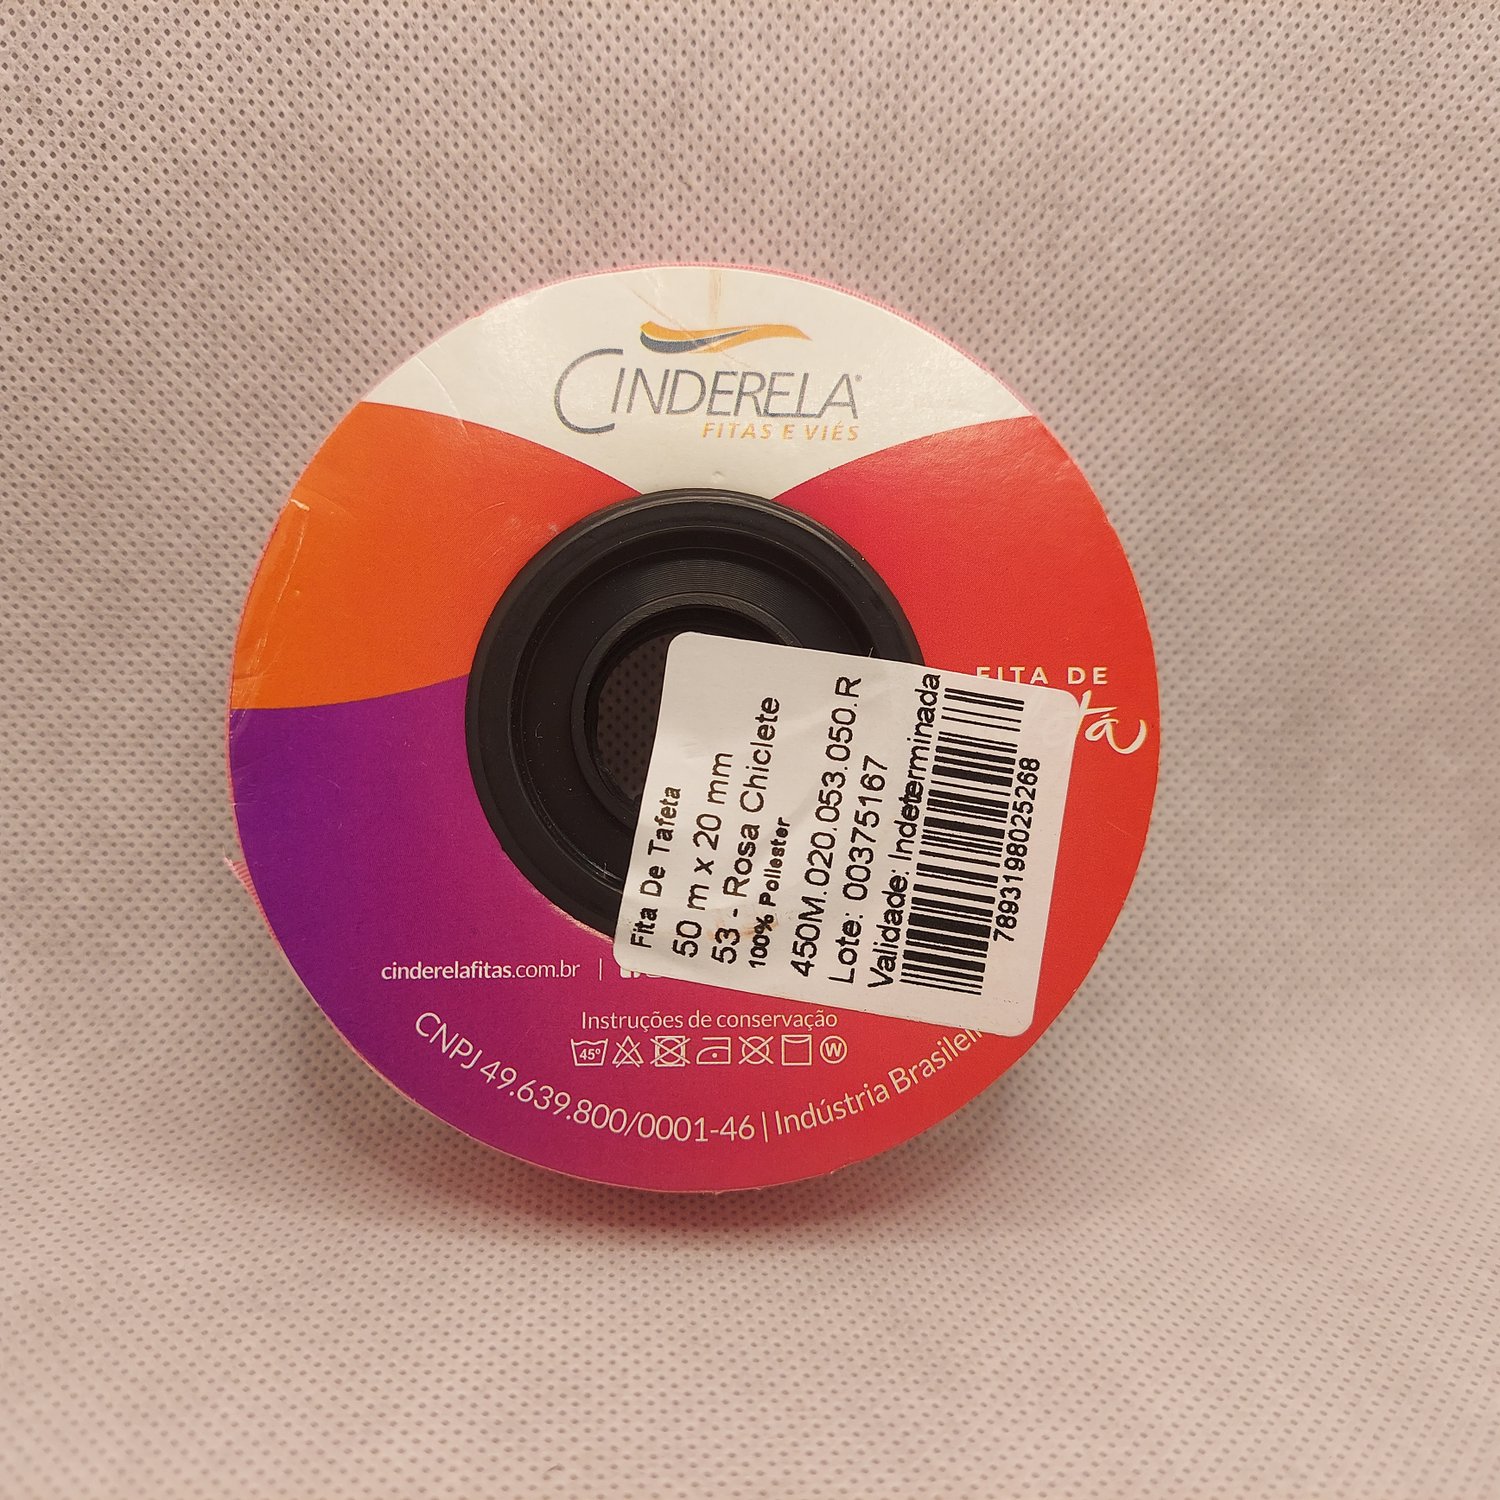 CINDERELA®
FITAS E VIÉS
FITA DE
Fita De Tafeta
50 m x 20 mm
53 - Rosa Chiclete
100% Poliester
450M.020.053.050.R
Lote: 00375167
Validade: Indeterminada
7893198025268
cinderelafitas.com.br |
Instruções de conservação
45º
W
CNPJ 49.639.800/0001-46 | Indústria Brasilei